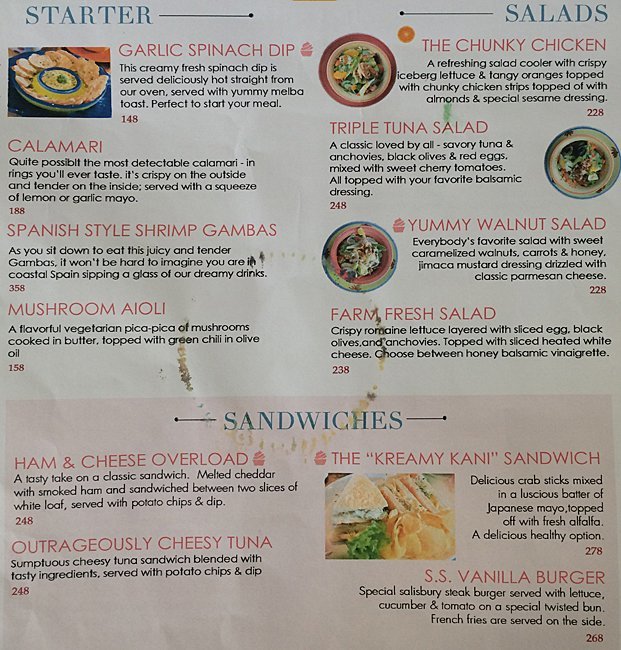 STARTER
GARLIC SPINACH DIP
This creamy fresh spinach dip is
served deliciously hot straight from
our oven, served with yummy melba
toast. Perfect to start your meal.
148
CALAMARI
Quite possiblt the most detectable calamari - in
rings you'll ever taste. it's crispy on the outside
and tender on the inside; served with a squeeze
of lemon or garlic mayo.
188
SPANISH STYLE SHRIMP GAMBAS
As you sit down to eat this juicy and tender
Gambas, it won't be hard to imagine you are in
coastal Spain sipping a glass of our dreamy drinks.
358
MUSHROOM AIOLI
A flavorful vegetarian pica-pica of mushrooms
cooked in butter, topped with green chili in olive
oil
158
SALADS
THE CHUNKY CHICKEN
A refreshing salad cooler with crispy
iceberg lettuce & tangy oranges topped
with chunky chicken strips topped of with
almonds & special sesame dressing.
228
TRIPLE TUNA SALAD
A classic loved by all - savory tuna &
anchovies, black olives & red eggs,
mixed with sweet cherry tomatoes.
All topped with your favorite balsamic
dressing.
248
YUMMY WALNUT SALAD
Everybody's favorite salad with sweet
caramelized walnuts, carrots & honey,
jimaca mustard dressing drizzled with
classic parmesan cheese.
228
FARM FRESH SALAD
Crispy romaine lettuce layered with sliced egg, black
olives,and anchovies. Topped with sliced heated white
cheese. Choose between honey balsamic vinaigrette.
238
SANDWICHES
HAM & CHEESE OVERLOAD
A tasty take on a classic sandwich. Melted cheddar
with smoked ham and sandwiched between two slices of
white loaf, served with potato chips & dip.
248
OUTRAGEOUSLY CHEESY TUNA
Sumptuous cheesy tuna sandwich blended with
tasty ingredients, served with potato chips & dip
248
THE "KREAMY KANI" SANDWICH
Delicious crab sticks mixed
in a luscious batter of
Japanese mayo,topped
off with fresh alfalfa.
A delicious healthy option.
278
S.S. VANILLA BURGER
Special salisbury steak burger served with lettuce,
cucumber & tomato on a special twisted bun.
French fries are served on the side.
268